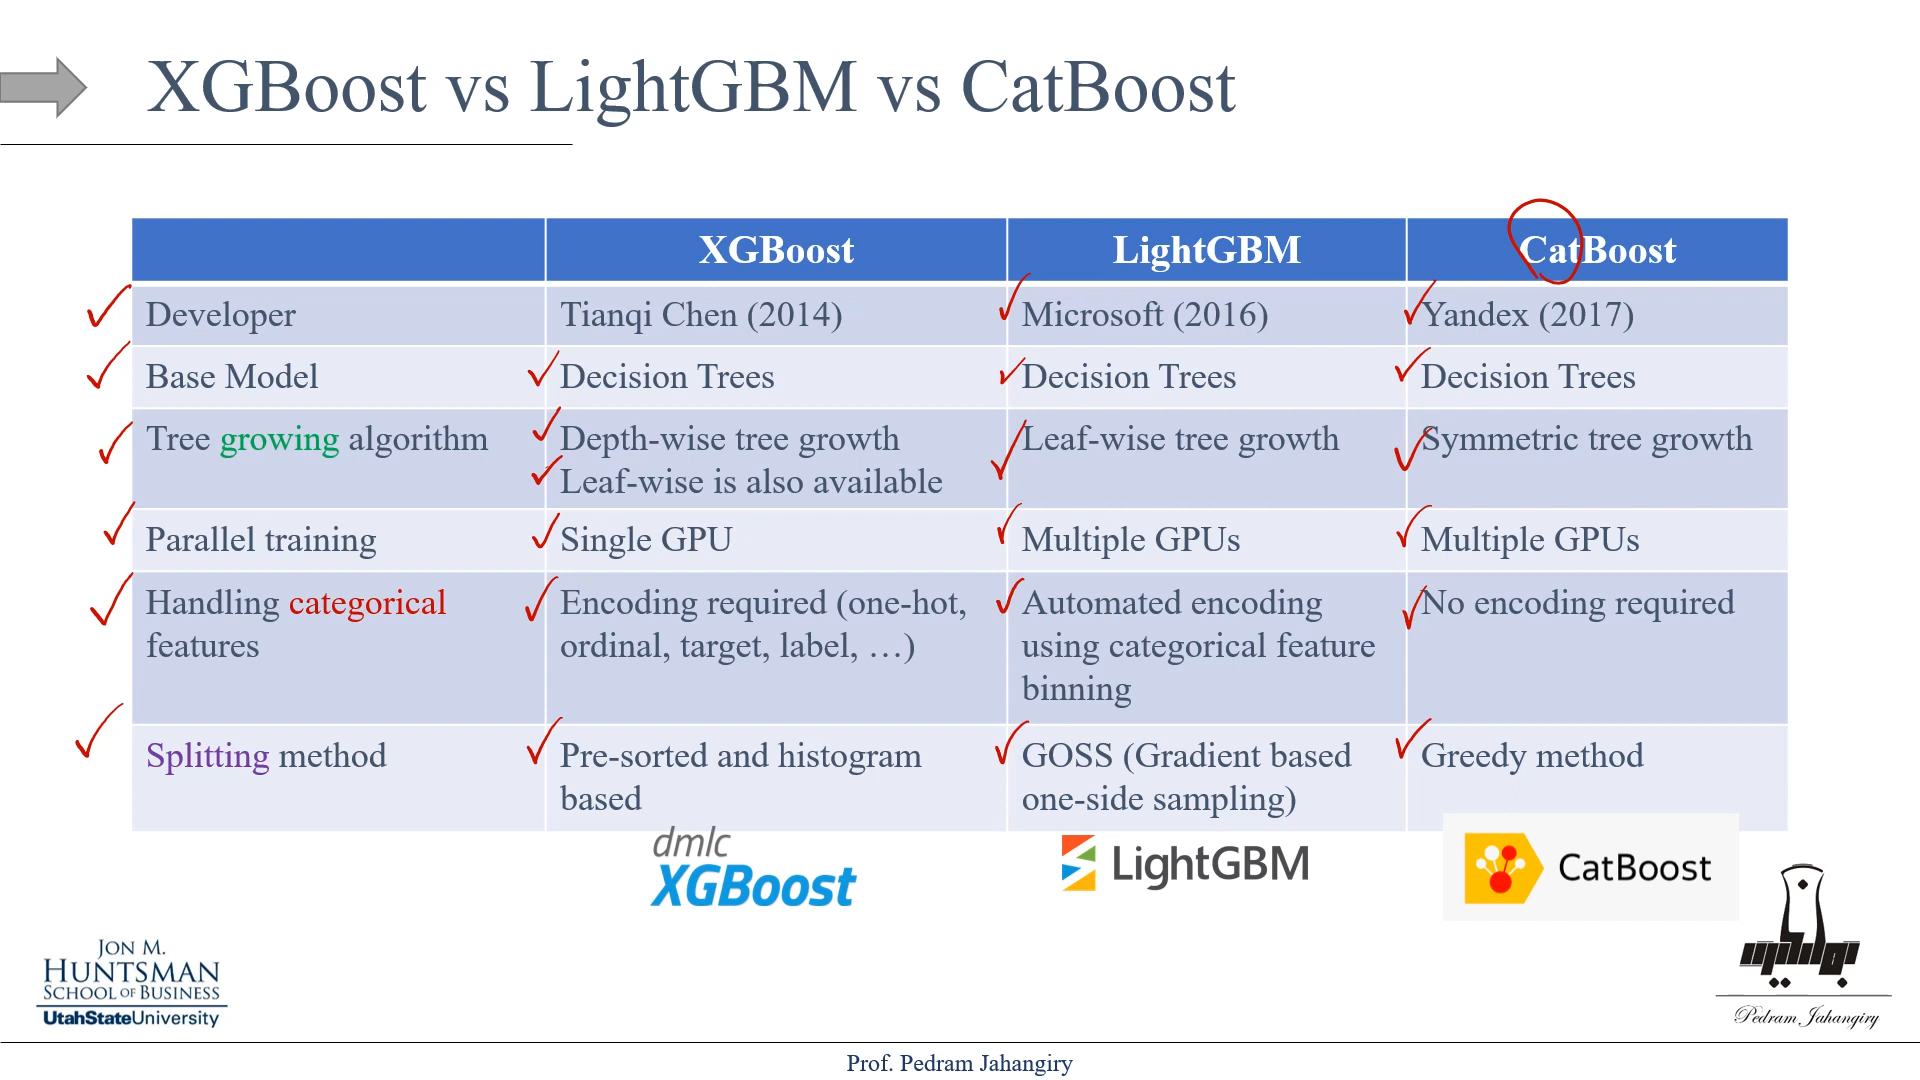 XGBoost vs LightGBM vs CatBoost
XGBoost LightGBM CatBoost
Developer Tianqi Chen (2014) Microsoft (2016) Yandex (2017)
Base Model Decision Trees Decision Trees Decision Trees
Tree growing algorithm Depth-wise tree growth Leaf-wise tree growth Symmetric tree growth
Leaf-wise is also available
Parallel training Single GPU Multiple GPUs Multiple GPUs
Handling categorical Encoding required (one-hot, Automated encoding No encoding required
features ordinal, target, label, …) using categorical feature
binning
Splitting method Pre-sorted and histogram GOSS (Gradient based Greedy method
based one-side sampling)
dmlc
XGBoost LightGBM CatBoost
JON M.
HUNTSMAN
SCHOOL OF BUSINESS
UtahStateUniversity
Pedram Jahangiry
Prof. Pedram Jahangiry